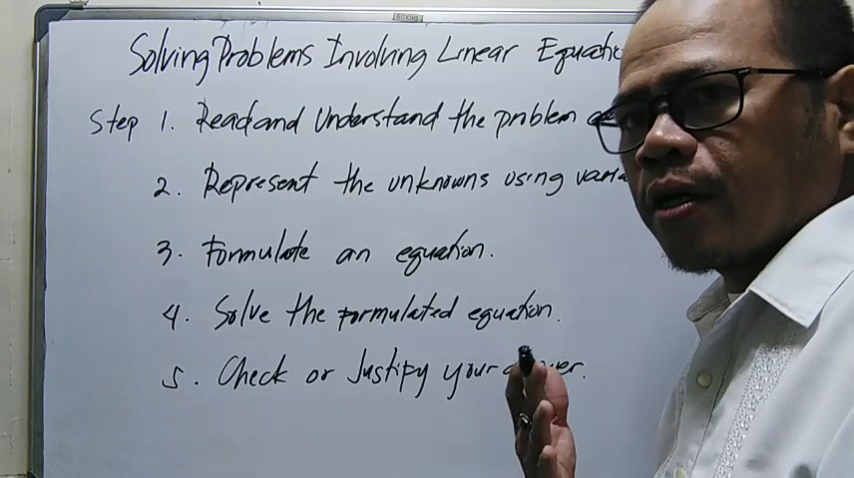 Solving Problems Involving Linear
Step 1. Read and Understand the problem
2. Represent the unknowns using
3. Formulate an equation.
4. Solve the formulated equation.
5. Check or Justify your
60x90